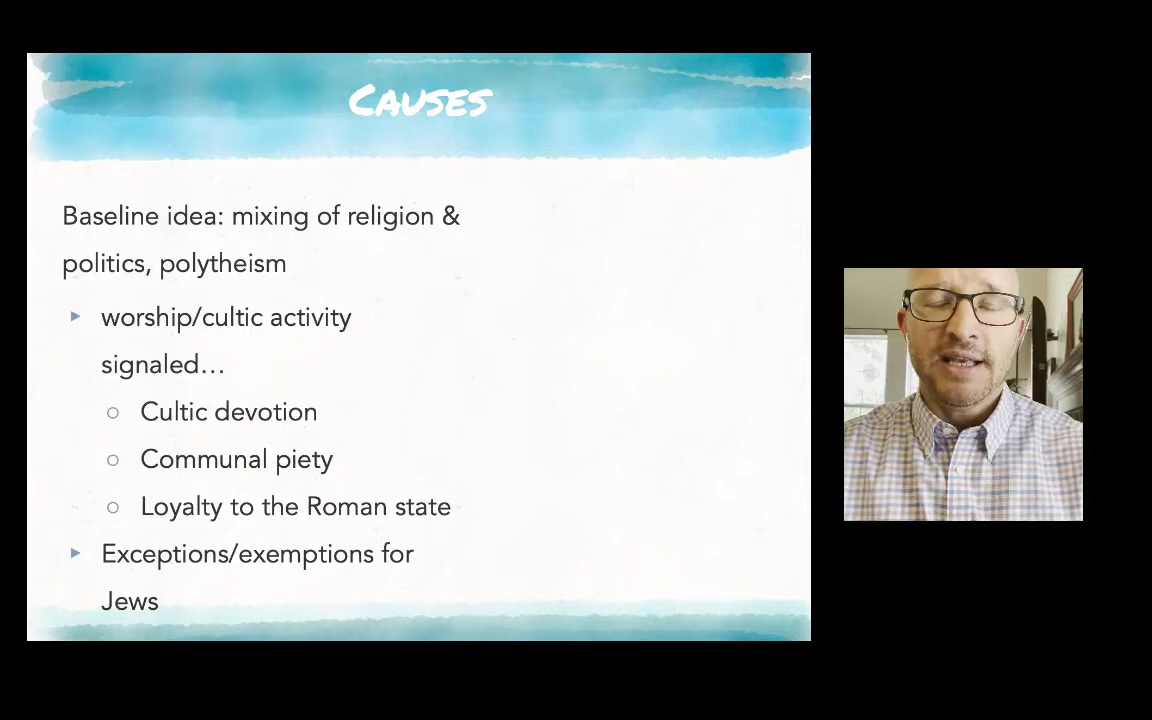 CAUSES
Baseline idea: mixing of religion &
politics, polytheism
▸ worship/cultic activity
signaled…
○ Cultic devotion
○ Communal piety
○ Loyalty to the Roman state
▸ Exceptions/exemptions for
Jews